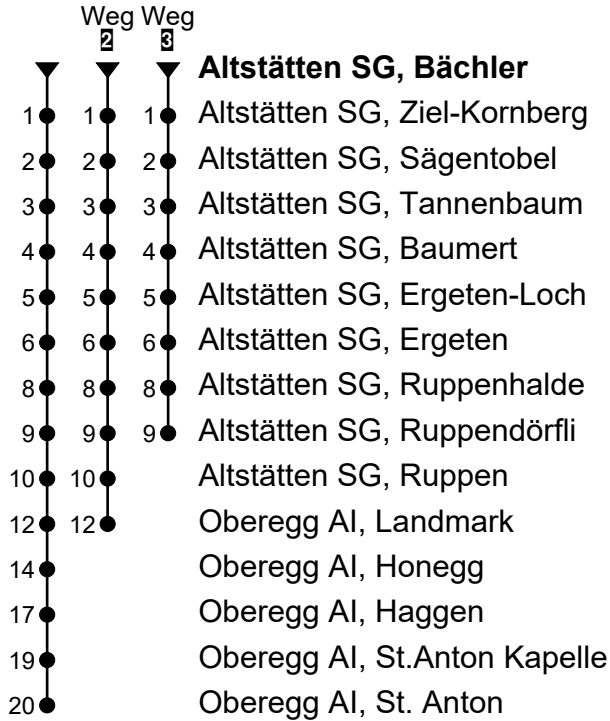 Weg Weg
2 3
Altstätten SG, Bächler
1 1 1 Altstätten SG, Ziel-Kornberg
2 2 2 Altstätten SG, Sägentobel
3 3 3 Altstätten SG, Tannenbaum
4 4 4 Altstätten SG, Baumert
5 5 5 Altstätten SG, Ergeten-Loch
6 6 6 Altstätten SG, Ergeten
8 8 8 Altstätten SG, Ruppenhalde
9 9 9 Altstätten SG, Ruppendörfli
10 10 Altstätten SG, Ruppen
12 12 Oberegg AI, Landmark
14 Oberegg AI, Honegg
17 Oberegg AI, Haggen
19 Oberegg AI, St.Anton Kapelle
20 Oberegg AI, St. Anton